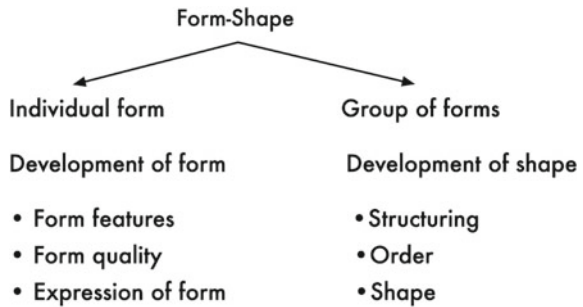 Form-Shape
Individual form
Group of forms
Development of form
Development of shape
• Form features
• Form quality
• Expression of form
• Structuring
• Order
• Shape